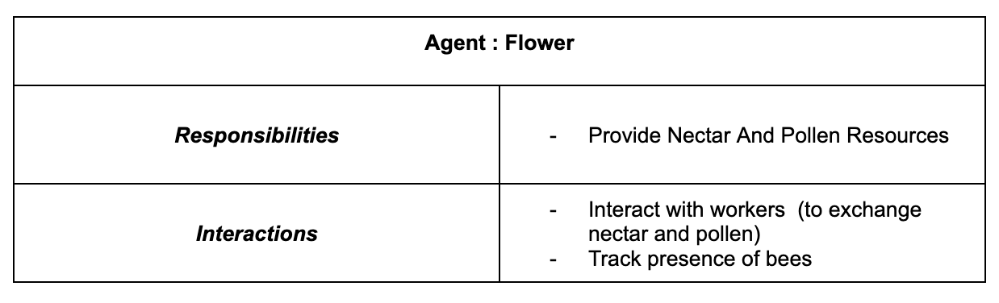 Agent : Flower
Responsibilities
- Provide Nectar And Pollen Resources
Interactions
- Interact with workers  (to exchange
nectar and pollen)
- Track presence of bees